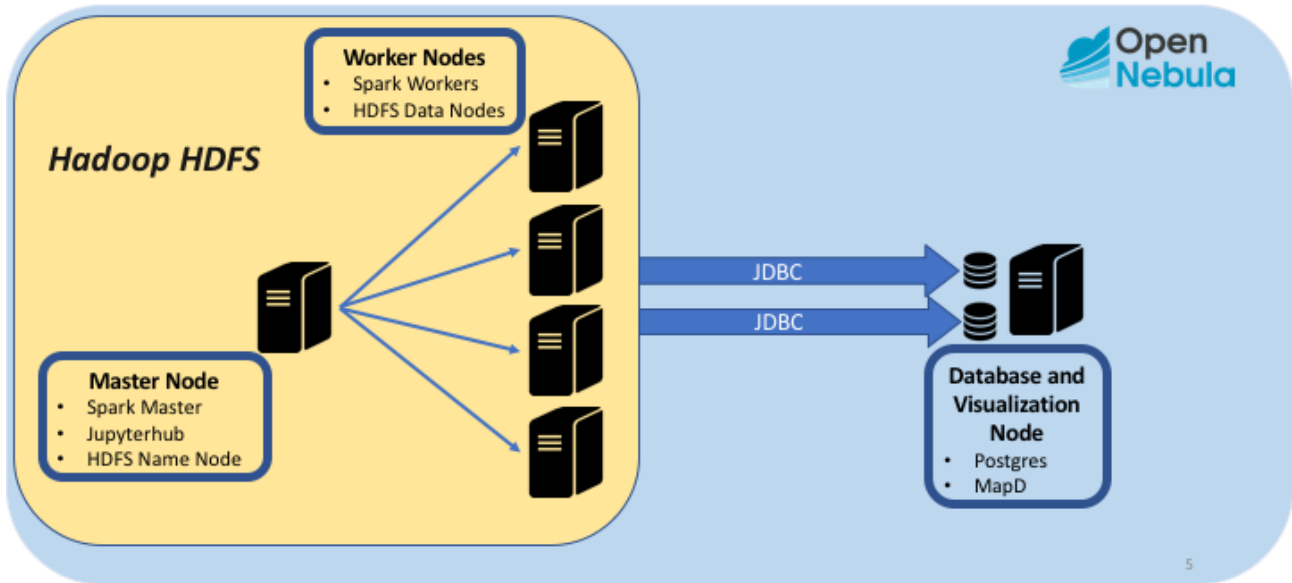 Worker Nodes
• Spark Workers
• HDFS Data Nodes
Open
Nebula
Hadoop HDFS
JDBC
JDBC
Master Node
• Spark Master
• Jupyterhub
• HDFS Name Node
Database and
Visualization
Node
• Postgres
• MapD
5